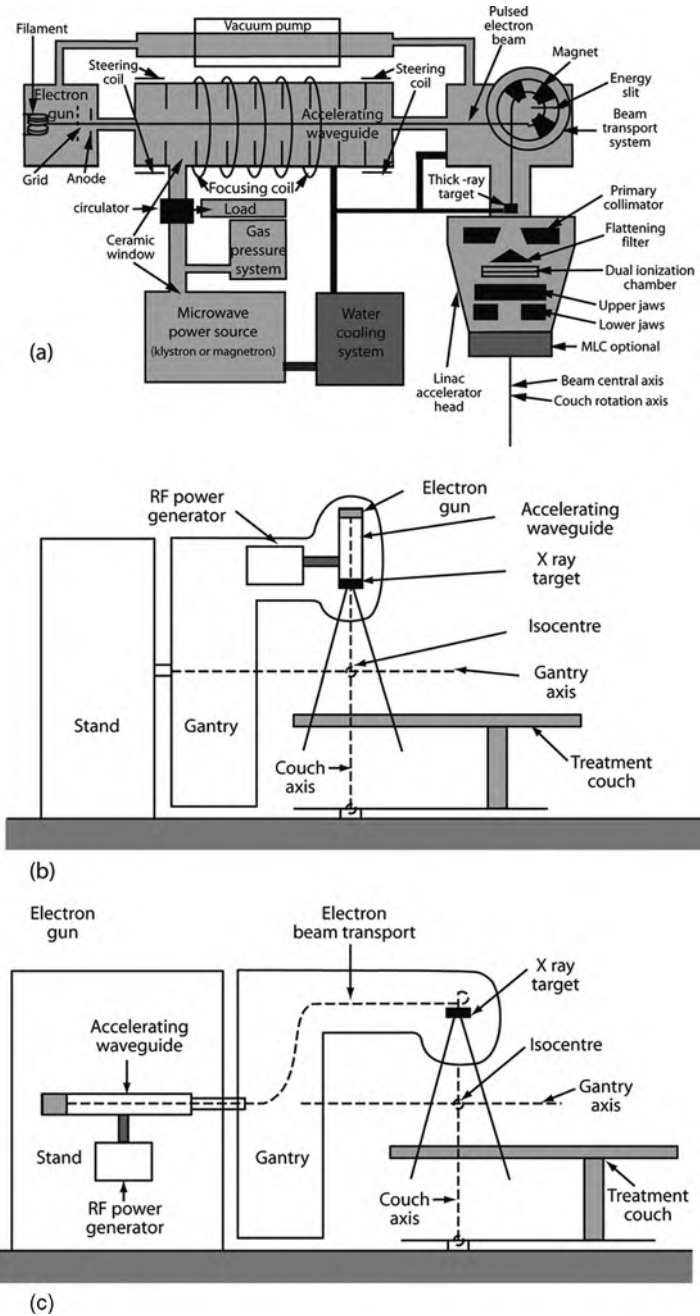 Filament
Vacuum pump
Pulsed electron
beam
Magnet
Steering
coil
Steering
coil
Energy
slit
Electron
gun
Accelerating
waveguide
Beam
transport
system
Grid
Anode
Focusing coil
Thick -ray
target
circulator
Load
Primary
collimator
Gas
pressure
system
Flattening
filter
Ceramic
window
Dual ionization
chamber
Microwave
power source
(klystron or magnetron)
Water
cooling
system
Upper jaws
Lower jaws
Linac
accelerator
head
MLC optional
Beam central axis
Couch rotation axis
(a)
RF power
generator
Electron
gun
Accelerating
waveguide
X ray
target
Isocentre
Gantry
axis
Stand
Gantry
Couch
axis
Treatment
couch
(b)
Electron
gun
Electron
beam transport
X ray
target
Accelerating
waveguide
Isocentre
Gantry
axis
Stand
Gantry
RF power
generator
Couch
axis
Treatment
couch
(c)